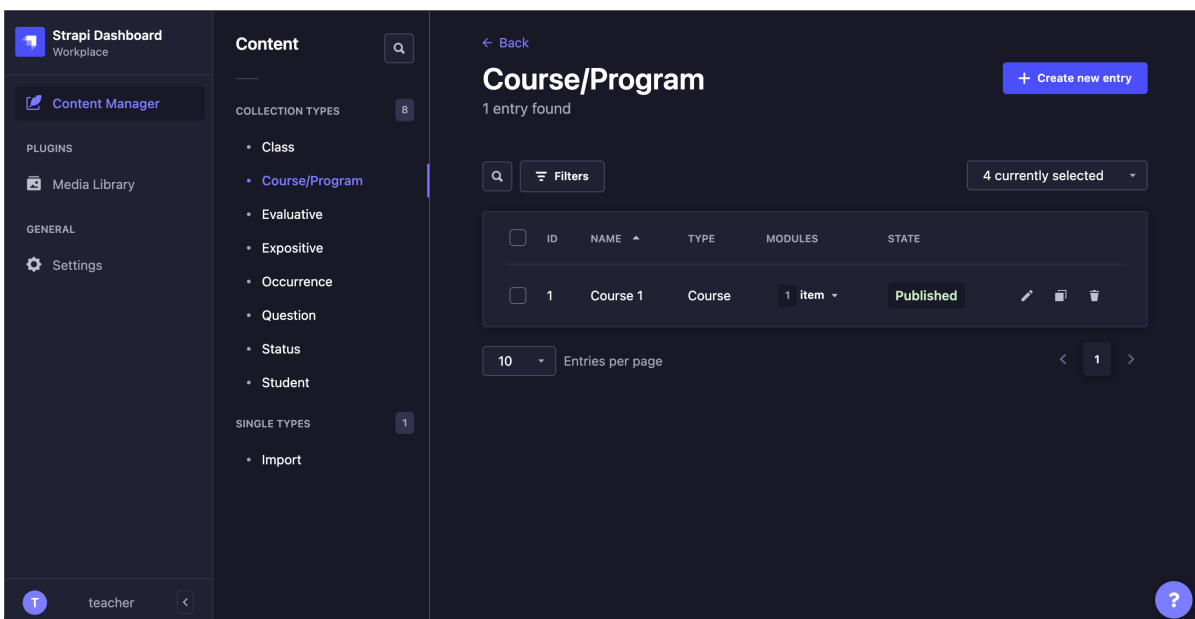 Strapi Dashboard
Workplace
Content Manager
PLUGINS
Media Library
GENERAL
Settings
T teacher
Content
COLLECTION TYPES 8
Class
Course/Program
Evaluative
Expositive
Occurrence
Question
Status
Student
SINGLE TYPES 1
Import
← Back
Course/Program
1 entry found
+ Create new entry
Filters
4 currently selected
ID NAME TYPE MODULES STATE
1 Course 1 Course 1 item Published
10 Entries per page
1
?